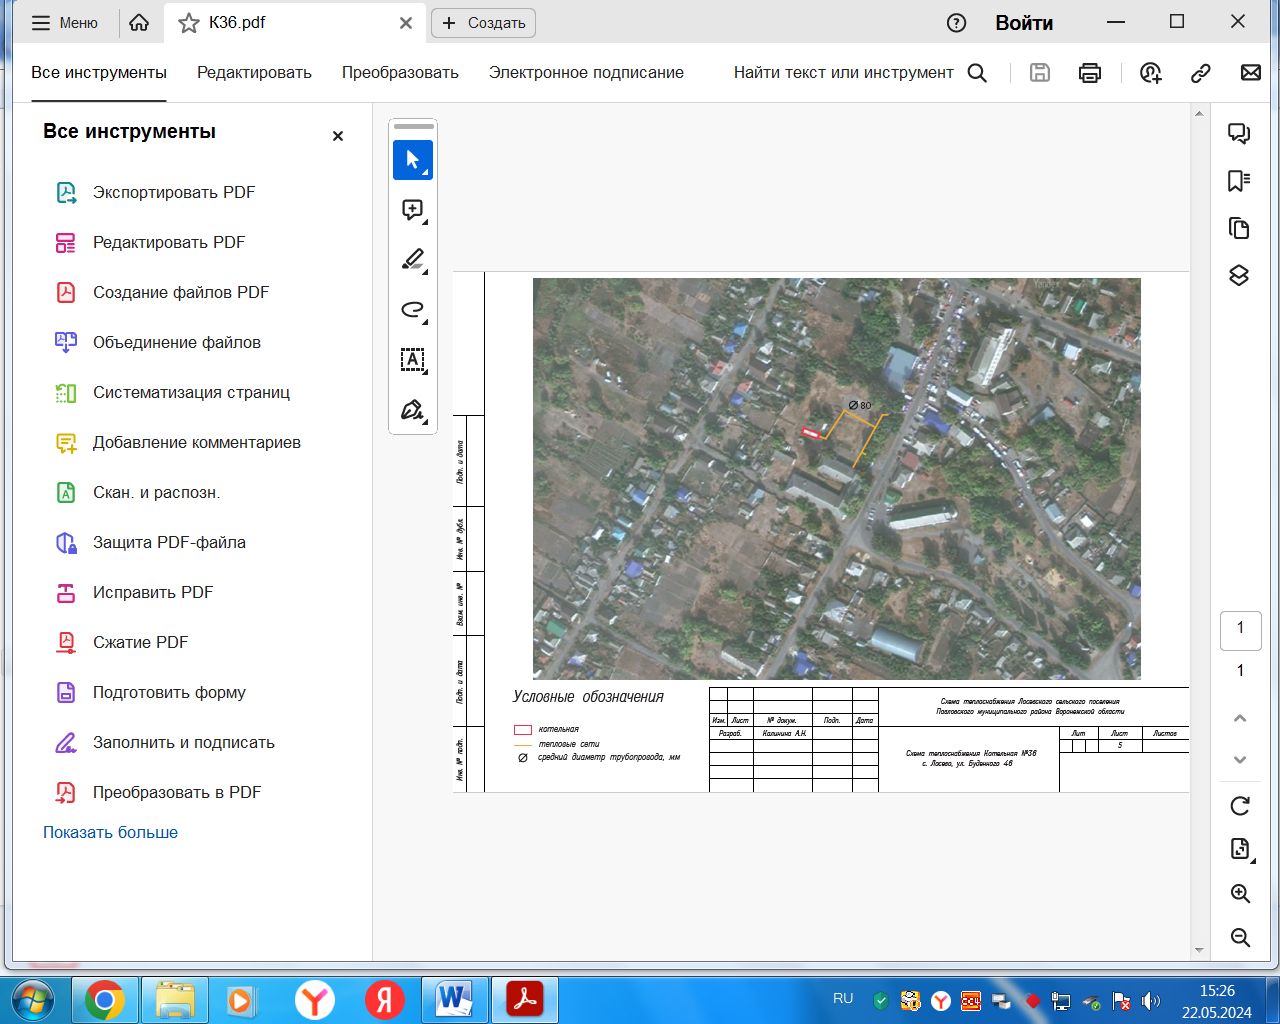 Меню
К36.pdf
Создать
Войти
Все инструменты
Редактировать
Преобразовать
Электронное подписание
Найти текст или инструмент
Все инструменты
Экспортировать PDF
Редактировать PDF
Создание файлов PDF
Объединение файлов
Систематизация страниц
Добавление комментариев
Скан. и распозн.
Защита PDF-файла
Исправить PDF
Сжатие PDF
Подготовить форму
Заполнить и подписать
Преобразовать в PDF
Показать больше
Yandex
Ø 80
Подп. и дата
Инв. № дубл.
Взам. инв. №
Подп. и дата
Инв. № подл.
Условные обозначения
котельная
тепловые сети
Ø средний диаметр трубопровода, мм
Изм. Лист № докум. Подп. Дата
Разраб. Калинина А.Н.
Схема теплоснабжения Лосевского сельского поселения
Павловского муниципального района Воронежской области
Схема теплоснабжения Котельная №36
с. Лосево, ул. Буденного 46
Лит Лист Листов
5
1
1
RU
15:26
22.05.2024